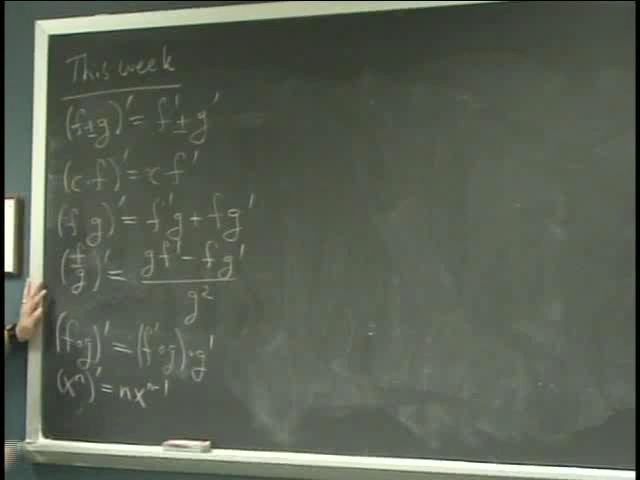 This week
(f±g)' = f'±g'
(c·f)' = c f'
(f·g)' = f'g + fg'
(f/g)' = gf' - fg' / g²
(f∘g)' = (f'∘g)·g'
(xⁿ)' = nxⁿ⁻¹